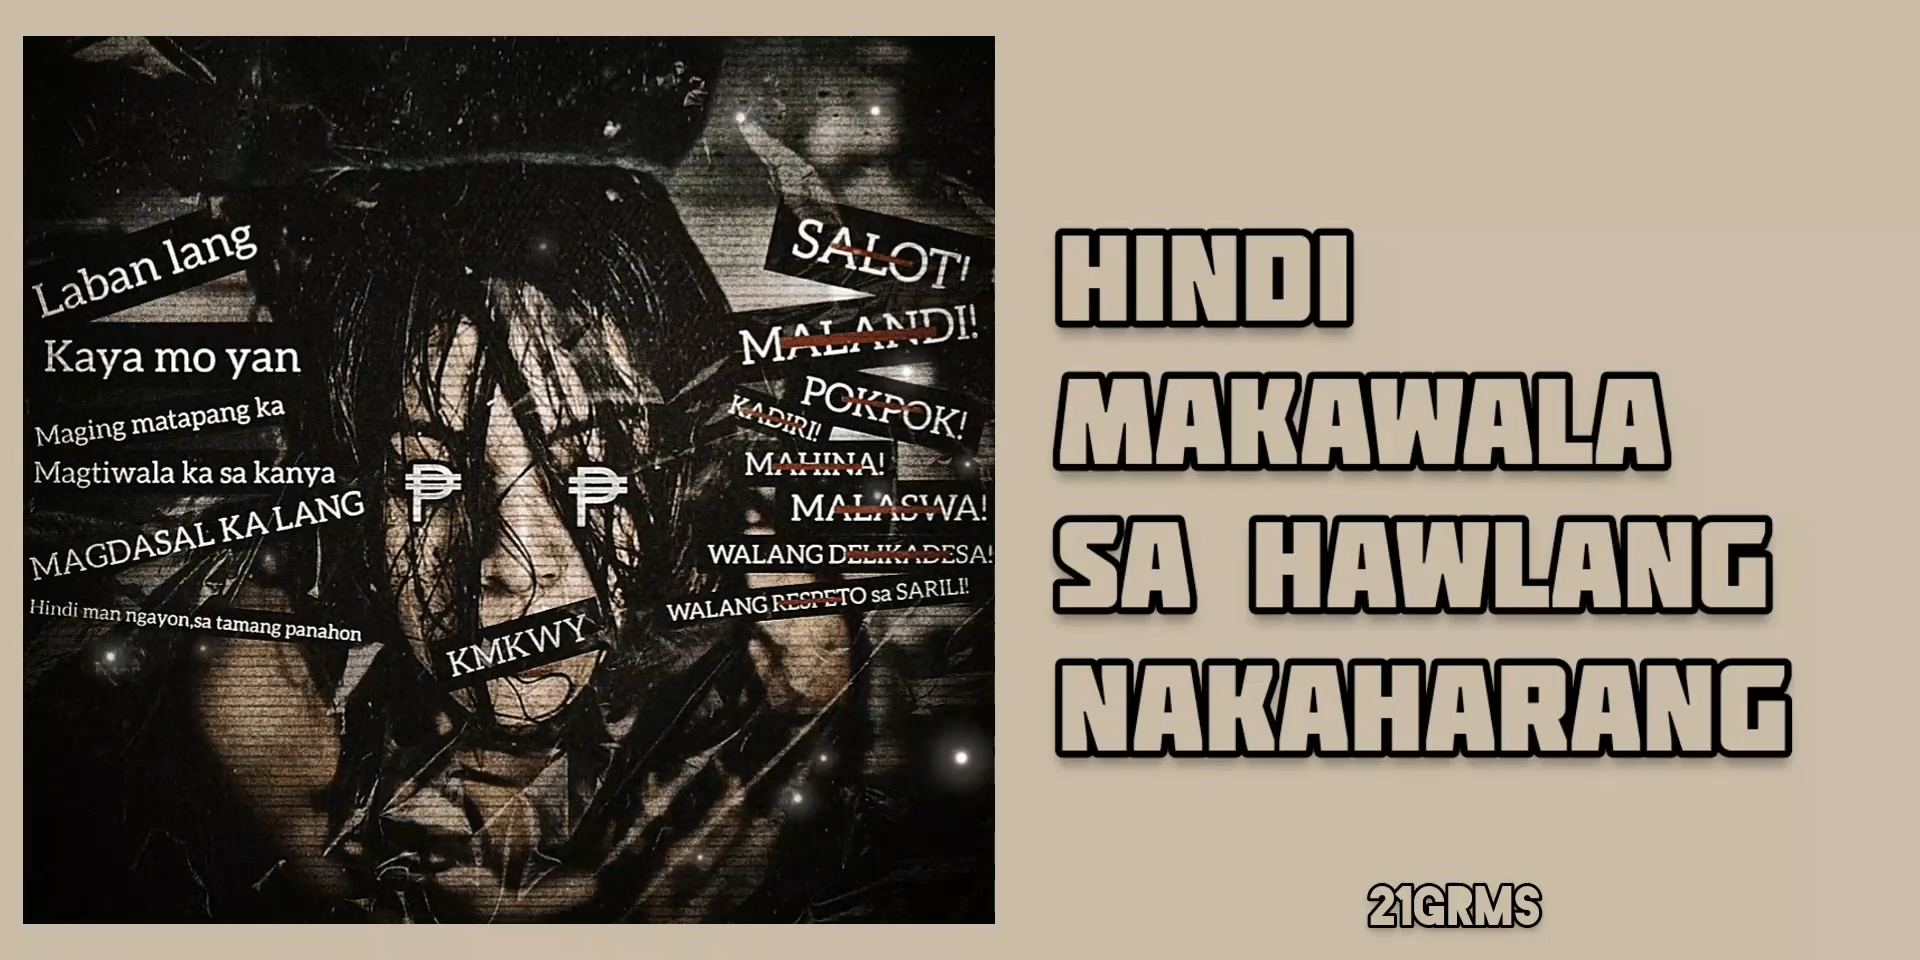 Laban lang
Kaya mo yan
Maging matapang ka
Magtiwala ka sa kanya
MAGDASAL KA LANG
Hindi man ngayon,sa tamang panahon
₱ ₱
KMKWY
SALOT!
MALANDI!
POKPOK!
KADIRI!
MAHINA!
MALASWA!
WALANG DELIKADESA!
WALANG RESPETO sa SARILI!
HINDI
MAKAWALA
SA HAWLANG
NAKAHARANG
21GRMS